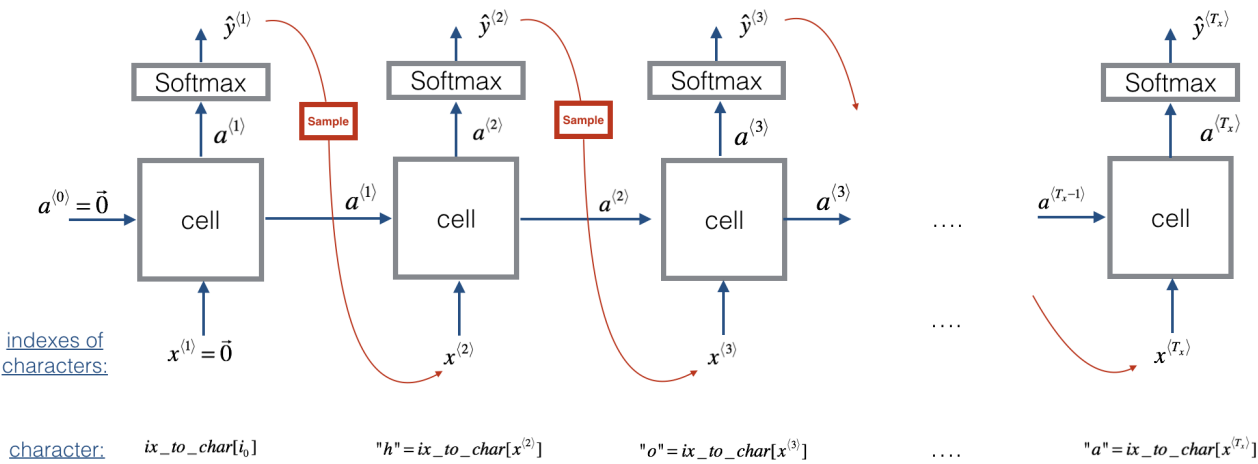 ŷ⟨1⟩ ŷ⟨2⟩ ŷ⟨3⟩ ŷ⟨Tₓ⟩
Softmax Softmax Softmax Softmax
Sample Sample
a⟨1⟩ a⟨2⟩ a⟨3⟩ a⟨Tₓ⟩
a⟨0⟩ = 0⃗ cell a⟨1⟩ cell a⟨2⟩ cell a⟨3⟩ .... a⟨Tₓ−1⟩ cell
....
indexes of
characters:
x⟨1⟩ = 0⃗ x⟨2⟩ x⟨3⟩ x⟨Tₓ⟩
character: ix_to_char[i₀] "h"= ix_to_char[x⟨2⟩] "o"= ix_to_char[x⟨3⟩] .... "a"= ix_to_char[x⟨Tₓ⟩]